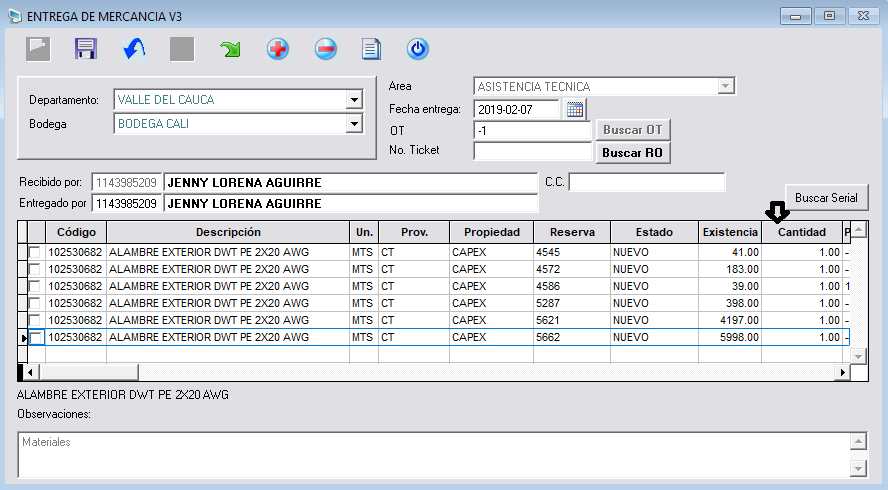 ENTREGA DE MERCANCIA V3
Departamento: VALLE DEL CAUCA
Bodega BODEGA CALI
Area ASISTENCIA TECNICA
Fecha entrega: 2019-02-07
OT -1 Buscar OT
No. Ticket Buscar RO
Recibido por: 1143985209 JENNY LORENA AGUIRRE C.C.
Entregado por 1143985209 JENNY LORENA AGUIRRE
Buscar Serial
Código Descripción Un. Prov. Propiedad Reserva Estado Existencia Cantidad P
102530682 ALAMBRE EXTERIOR DWT PE 2X20 AWG MTS CT CAPEX 4545 NUEVO 41.00 1.00 -
102530682 ALAMBRE EXTERIOR DWT PE 2X20 AWG MTS CT CAPEX 4572 NUEVO 183.00 1.00 -
102530682 ALAMBRE EXTERIOR DWT PE 2X20 AWG MTS CT CAPEX 4586 NUEVO 39.00 1.00 1
102530682 ALAMBRE EXTERIOR DWT PE 2X20 AWG MTS CT CAPEX 5287 NUEVO 398.00 1.00 -
102530682 ALAMBRE EXTERIOR DWT PE 2X20 AWG MTS CT CAPEX 5621 NUEVO 4197.00 1.00 -
102530682 ALAMBRE EXTERIOR DWT PE 2X20 AWG MTS CT CAPEX 5662 NUEVO 5998.00 1.00 -
ALAMBRE EXTERIOR DWT PE 2X20 AWG
Observaciones:
Materiales